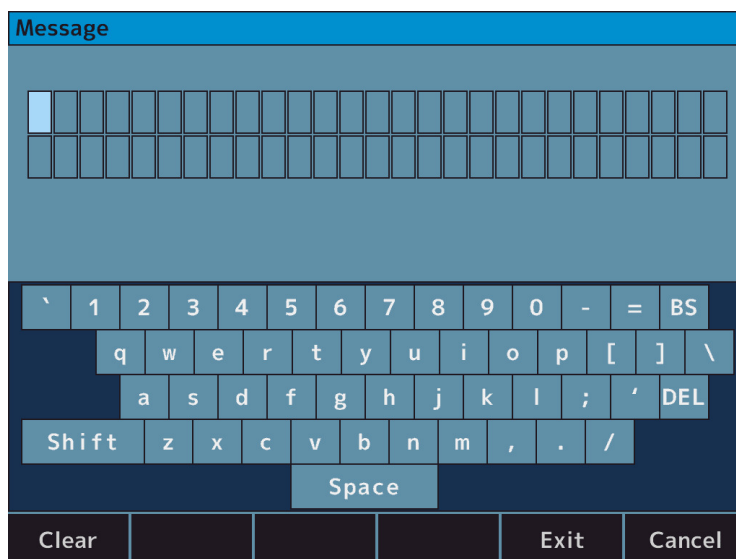 Message
` 1 2 3 4 5 6 7 8 9 0 - = BS
q w e r t y u i o p [ ] \
a s d f g h j k l ; ‘ DEL
Shift z x c v b n m , . /
Space
Clear Exit Cancel